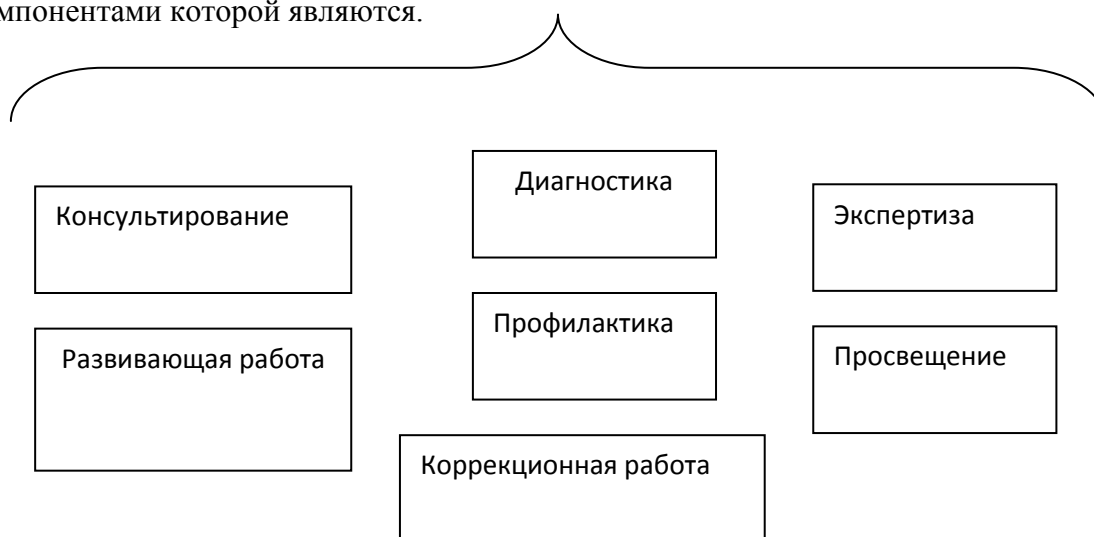 мпонентами которой являются.
Диагностика
Консультирование
Экспертиза
Профилактика
Развивающая работа
Просвещение
Коррекционная работа